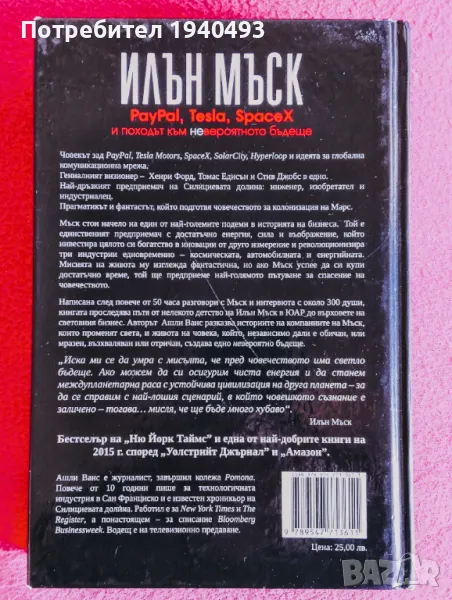 Потребител 1940493
ИЛЪН МЪСК
PayPal, Tesla, SpaceX
и походът към невероятното бъдеще
Човекът зад PayPal, Tesla Motors, SpaceX, SolarCity, Hyperloop и идеята за глобална
комуникационна мрежа.
Гениалният визионер – Хенри Форд, Томас Едисън и Стив Джобс в едно.
Най-дръзкият предприемач на Силициевата долина: инженер, изобретател и
индустриалец.
Прагматикът и фантастът, който подготвя човечеството за колонизация на Марс.
Мъск стои начело на един от най-големите подеми в историята на бизнеса. Той е
единственият предприемач с достатъчно енергия, сила и въображение, който
инвестира цялото си богатство в иновации от друго измерение и революционизира
три индустрии едновременно – космическата, автомобилната и енергийната.
Мисията на живота му изглежда фантастична, но ако Мъск успее да си купи
достатъчно време, той ще предприеме най-голямото пътуване за спасение на
човечеството.
Написана след повече от 50 часа разговори с Мъск и интервюта с около 300 души,
книгата проследява пътя от нелекото детство на Илън Мъск в ЮАР до върховете на
световния бизнес. Авторът Ашли Ванс разказва историите на компаниите на Мъск,
които променят света, и живота на човека, който, независимо дали е обичан, или
мразен, възхваляван или отричан, създава едно невероятно бъдеще.
„Иска ми се да умра с мисълта, че пред човечеството има светло
бъдеще. Ако можем да си осигурим чиста енергия и да станем
междупланетарна раса с устойчива цивилизация на друга планета – за
да се справим с най-лошия сценарий, в който човешкото съзнание е
заличено – тогава... мисля, че ще бъде много хубаво“.
Илън Мъск
Бестселър на „Ню Йорк Таймс” и една от най-добрите книги на
2015 г. според „Уолстрийт Джърнал” и „Амазон”.
Ашли Ванс е журналист, завършил колежа Pomona.
Повече от 10 години пише за технологичната
индустрия в Сан Франциско и е известен хроникьор на
Силициевата долина. Работил е за New York Times и The
Register, а понастоящем – за списание Bloomberg
Businessweek. Водещ е на телевизионно предаване.
9 789547 713611
Цена: 25,00 лв.
BAZAR